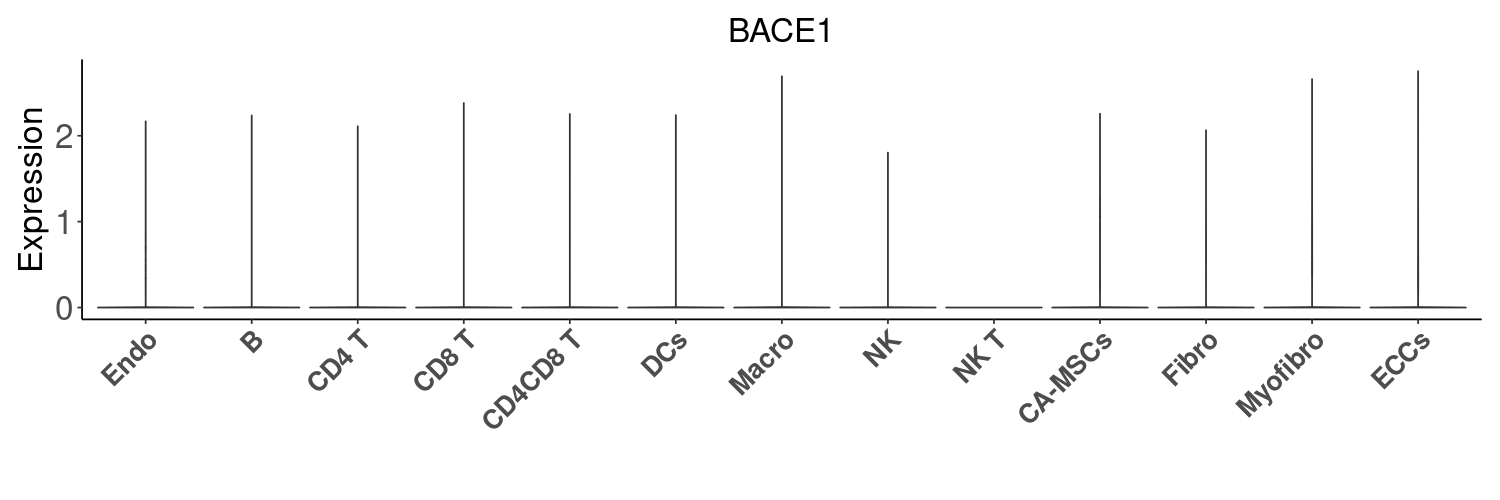 BACE1
Expression
2
1
0
Endo
B
CD4 T
CD8 T
CD4CD8 T
DCs
Macro
NK
NK T
CA-MSCs
Fibro
Myofibro
ECCs